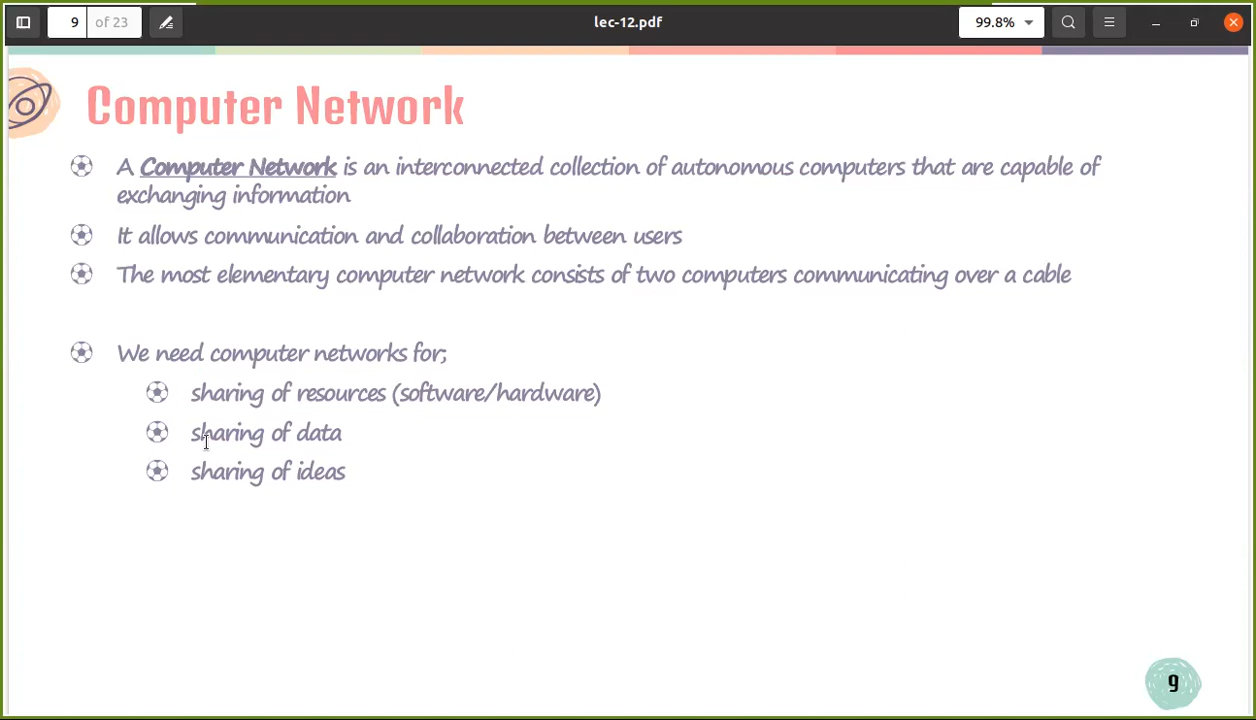 9 of 23
lec-12.pdf
99.8%
Computer Network
A Computer Network is an interconnected collection of autonomous computers that are capable of
exchanging information
It allows communication and collaboration between users
The most elementary computer network consists of two computers communicating over a cable
We need computer networks for;
sharing of resources (software/hardware)
sharing of data
sharing of ideas
9